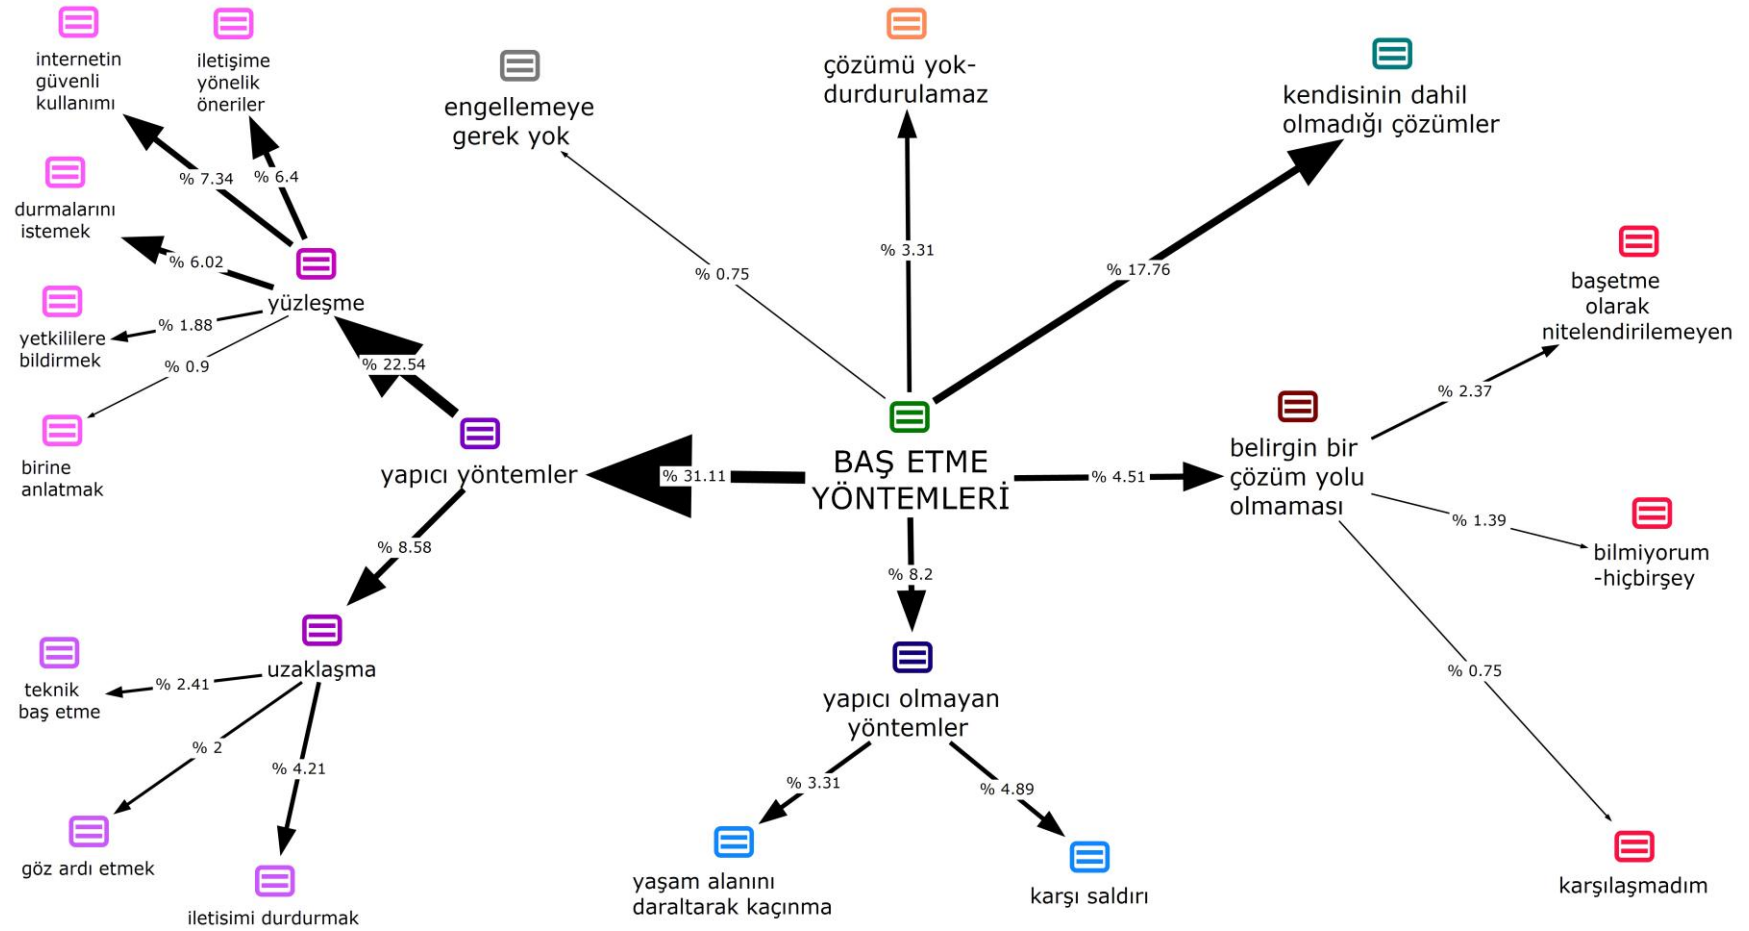 internetin
güvenli
kullanımı
iletişime
yönelik
öneriler
engellemeye
gerek yok
çözümü yok-
durdurulamaz
kendisinin dahil
olmadığı çözümler
% 7.34
% 6.4
durmalarını
istemek
% 6.02
yüzleşme
yetkililere
bildirmek
% 1.88
% 0.9
birine
anlatmak
% 22.54
% 0.75
% 3.31
% 17.76
başetme
olarak
nitelendirilemeyen
% 2.37
yapıcı yöntemler
% 31.11
BAŞ ETME
YÖNTEMLERİ
% 4.51
belirgin bir
çözüm yolu
olmaması
% 1.39
bilmiyorum
-hiçbirşey
% 8.58
% 8.2
% 0.75
karşılaşmadım
uzaklaşma
teknik
baş etme
% 2.41
% 2
% 4.21
göz ardı etmek
iletisimi durdurmak
yapıcı olmayan
yöntemler
% 3.31
% 4.89
yaşam alanını
daraltarak kaçınma
karşı saldırı